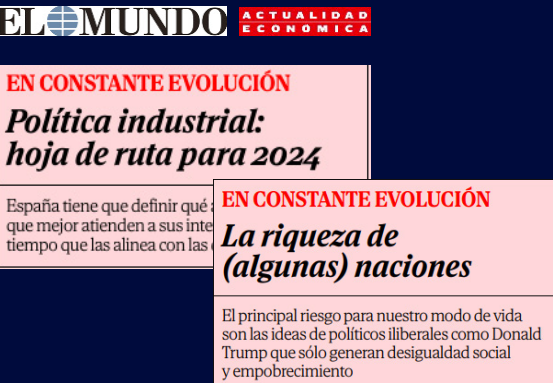 EL MUNDO
ACTUALIDAD
ECONÓMICA
EN CONSTANTE EVOLUCIÓN
Política industrial:
hoja de ruta para 2024
España tiene que definir qué
que mejor atienden a sus inte
tiempo que las alinea con las
EN CONSTANTE EVOLUCIÓN
La riqueza de
(algunas) naciones
El principal riesgo para nuestro modo de vida
son las ideas de políticos iliberales como Donald
Trump que sólo generan desigualdad social
y empobrecimiento